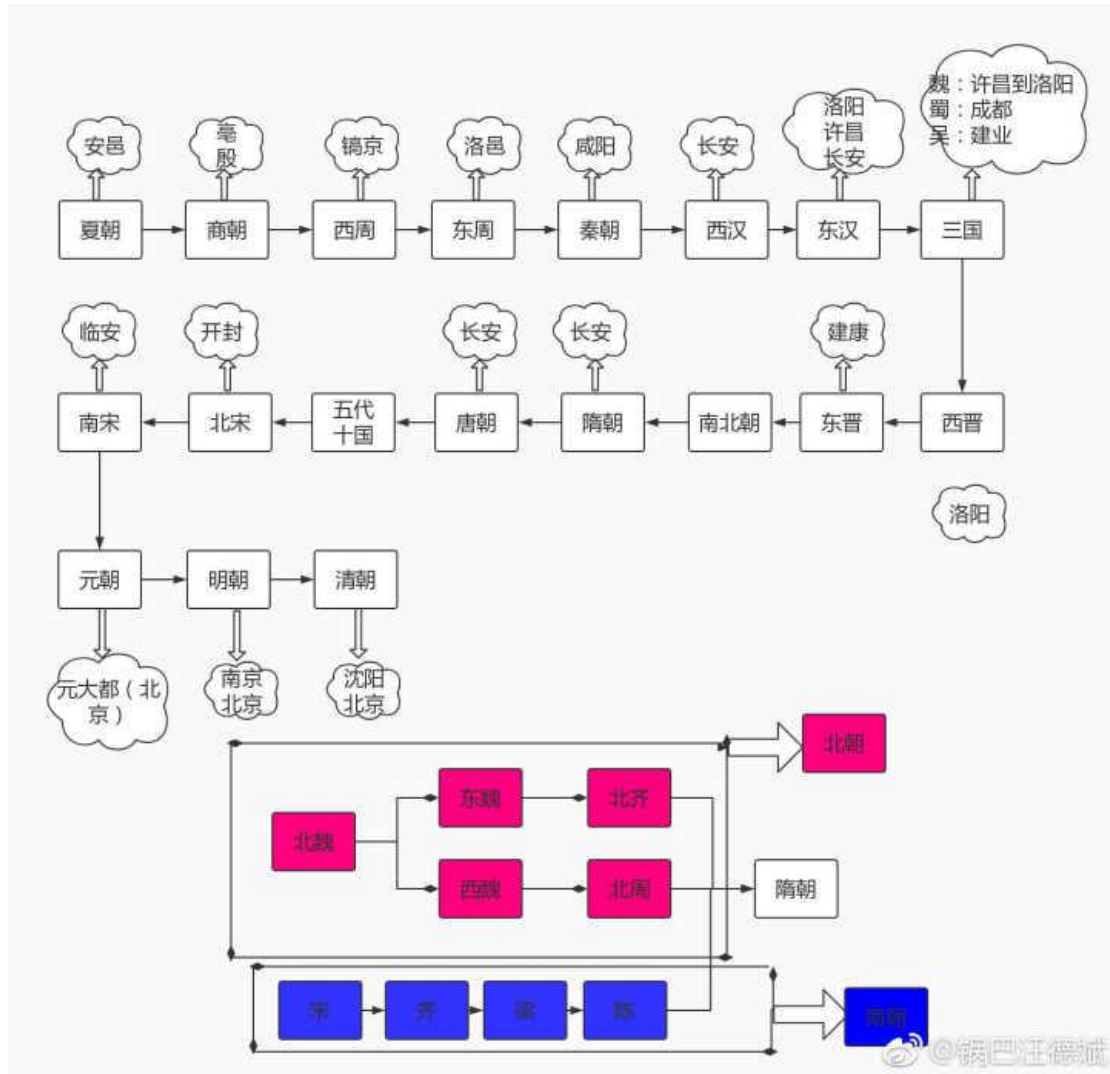 魏：许昌到洛阳
蜀：成都
吴：建业
洛阳
许昌
长安
安邑
亳
殷
镐京
洛邑
咸阳
长安
夏朝
商朝
西周
东周
秦朝
西汉
东汉
三国
临安
开封
长安
长安
建康
南宋
北宋
五代
十国
唐朝
隋朝
南北朝
东晋
西晋
洛阳
元朝
明朝
清朝
元大都（北
京）
南京
北京
沈阳
北京
北朝
东魏
北齐
北魏
西魏
北周
隋朝
宋
齐
梁
陈
南朝
@锅巴汪德斌